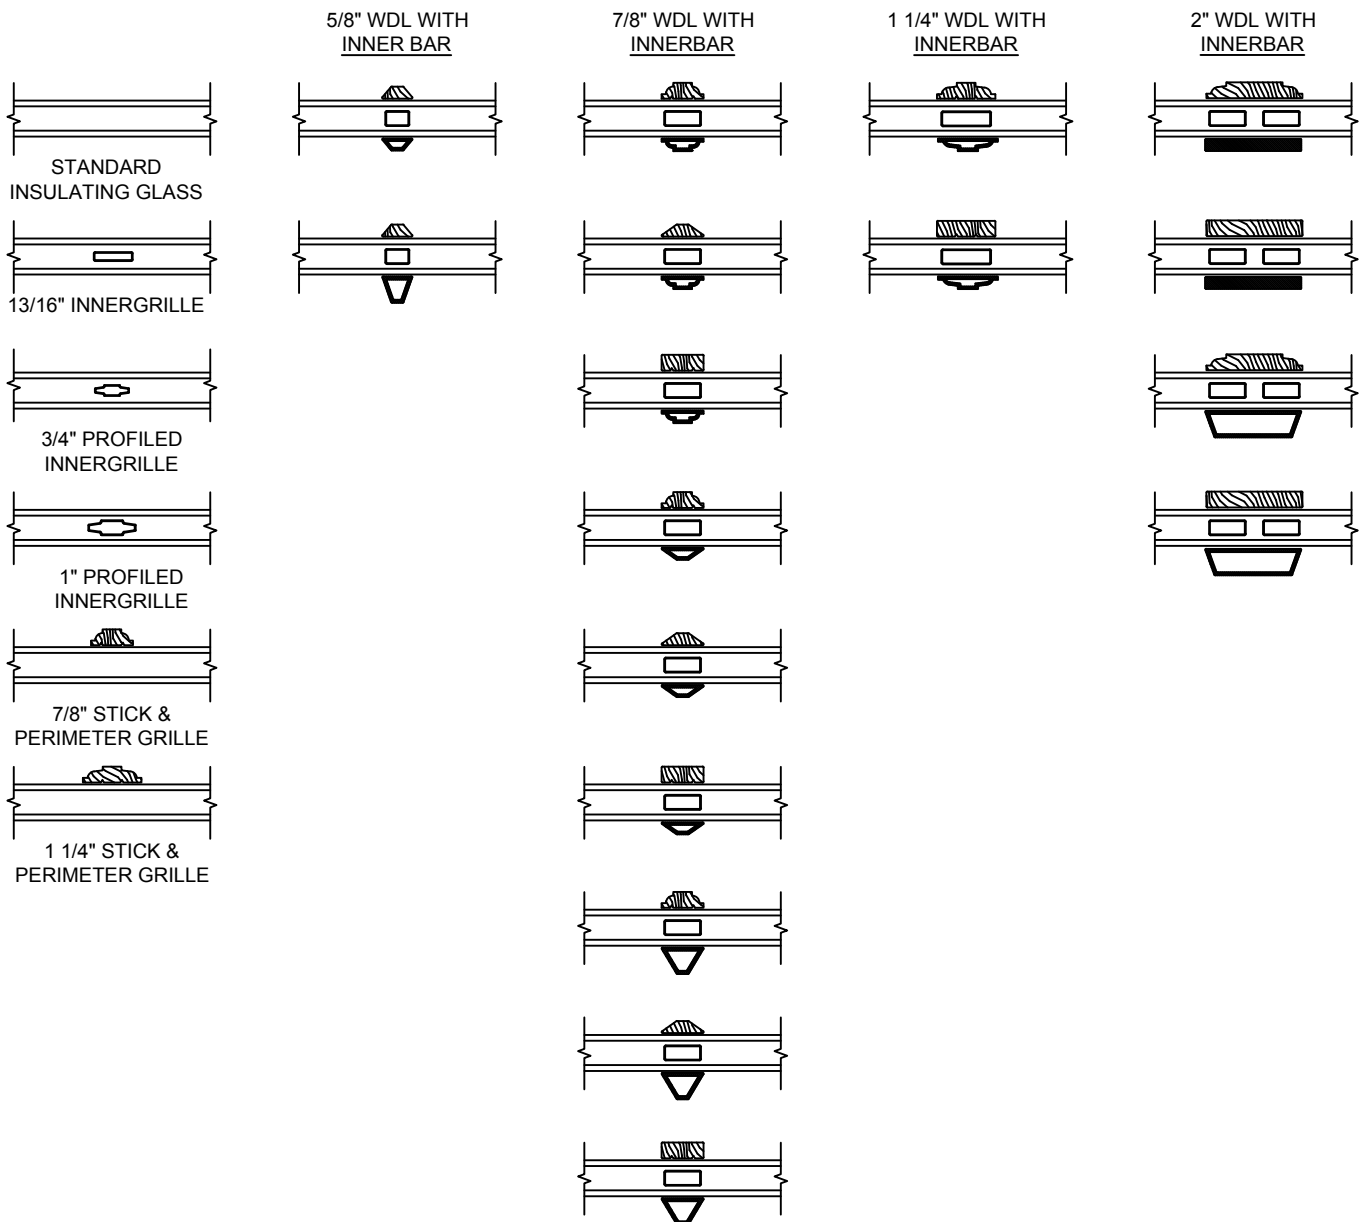 5/8" WDL WITH
INNER BAR
7/8" WDL WITH
INNERBAR
1 1/4" WDL WITH
INNERBAR
2" WDL WITH
INNERBAR
STANDARD
INSULATING GLASS
13/16" INNERGRILLE
3/4" PROFILED
INNERGRILLE
1" PROFILED
INNERGRILLE
7/8" STICK &
PERIMETER GRILLE
1 1/4" STICK &
PERIMETER GRILLE